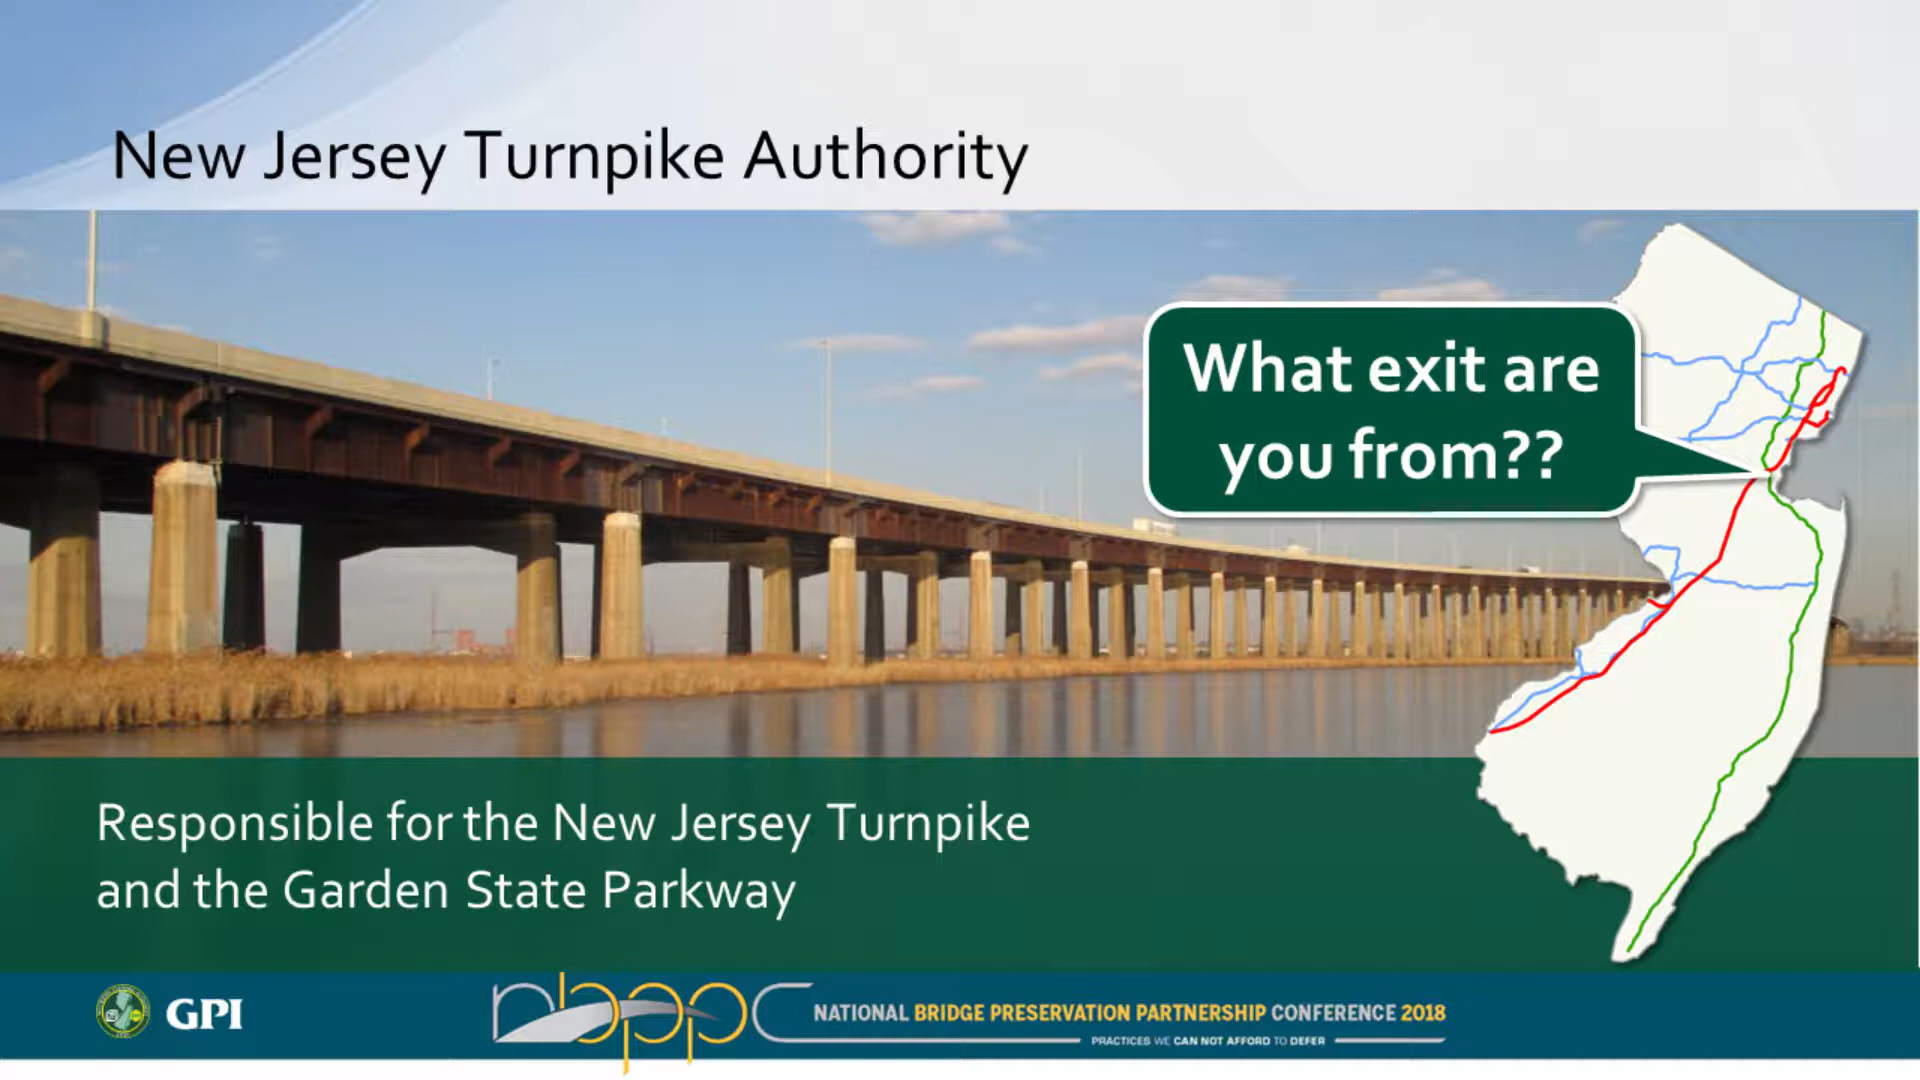 New Jersey Turnpike Authority
What exit are
you from??
Responsible for the New Jersey Turnpike
and the Garden State Parkway
GPI
nbppc
NATIONAL BRIDGE PRESERVATION PARTNERSHIP CONFERENCE 2018
PRACTICES WE CAN NOT AFFORD TO DEFER